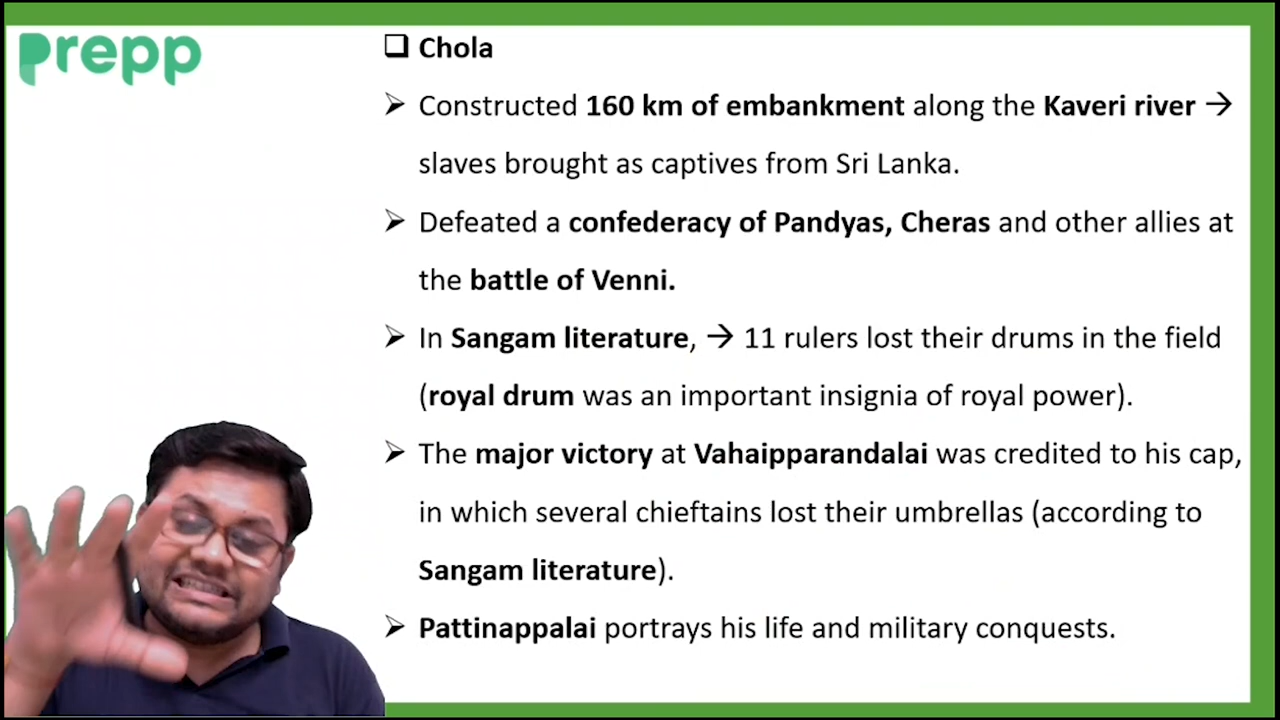 prepp
❑ Chola
➢ Constructed 160 km of embankment along the Kaveri river →
slaves brought as captives from Sri Lanka.
➢ Defeated a confederacy of Pandyas, Cheras and other allies at
the battle of Venni.
➢ In Sangam literature, → 11 rulers lost their drums in the field
(royal drum was an important insignia of royal power).
➢ The major victory at Vahaipparandalai was credited to his cap,
in which several chieftains lost their umbrellas (according to
Sangam literature).
➢ Pattinappalai portrays his life and military conquests.